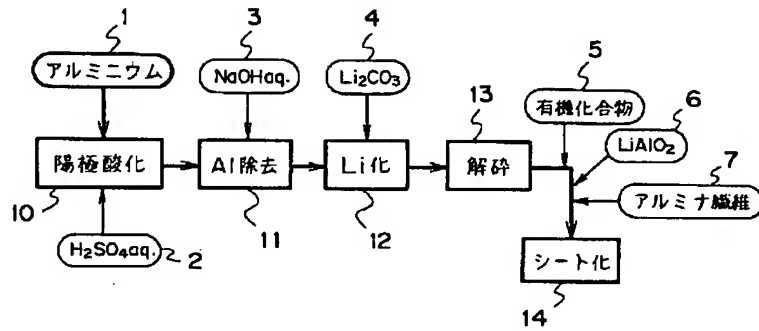 1
3
4
5
アルミニウム
NaOHaq.
Li₂CO₃
13
有機化合物
6
LiAlO₂
7
陽極酸化
Al除去
Li化
解砕
アルミナ繊維
10
11
12
H₂SO₄aq.
2
シート化
14